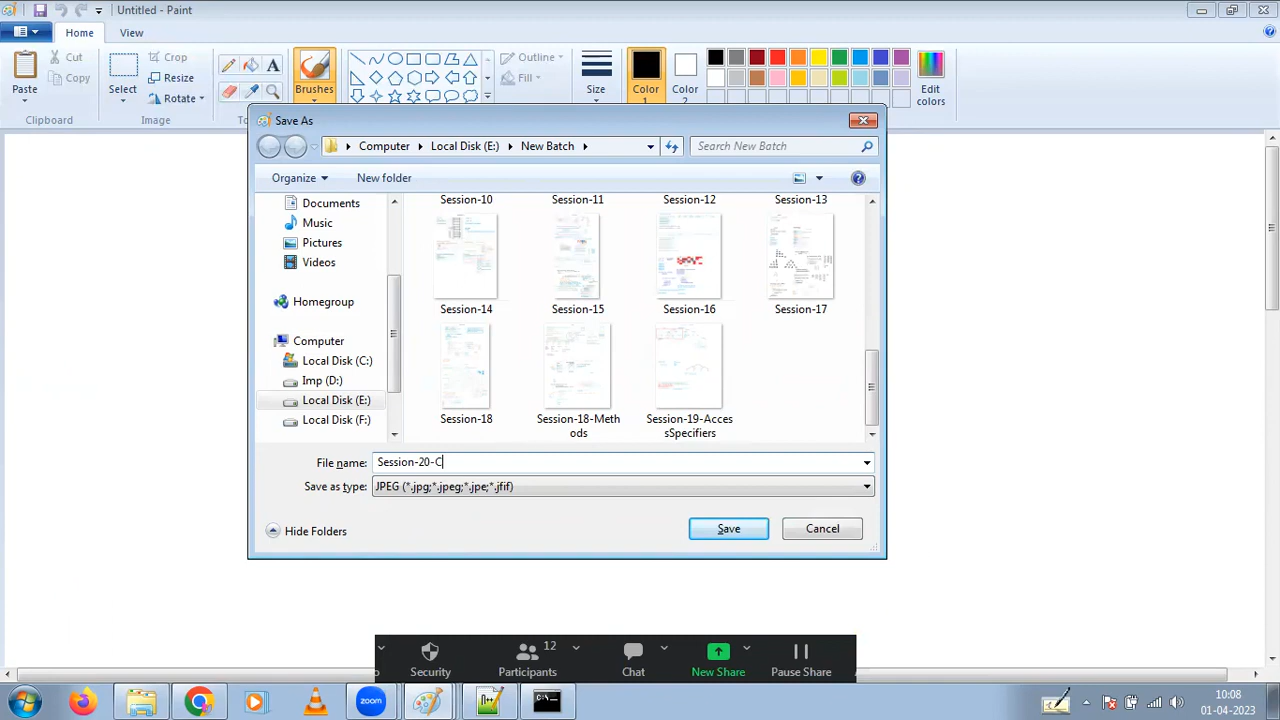 Untitled - Paint
Home
View
Paste
Cut
Copy
Clipboard
Select
Crop
Resize
Rotate
Image
Brushes
Outline
Fill
Size
Color 1
Color 2
Edit colors
Save As
Computer
Local Disk (E:)
New Batch
Search New Batch
Organize
New folder
Documents
Music
Pictures
Videos
Homegroup
Computer
Local Disk (C:)
Imp (D:)
Local Disk (E:)
Local Disk (F:)
Session-10
Session-11
Session-12
Session-13
Session-14
Session-15
Session-16
Session-17
Session-18
Session-18-Meth
ods
Session-19-Acces
sSpecifiers
File name:
Session-20-C
Save as type:
JPEG (*.jpg;*.jpeg;*.jpe;*.jfif)
Hide Folders
Save
Cancel
Security
Participants
12
Chat
New Share
Pause Share
zoom
10:08
01-04-2023